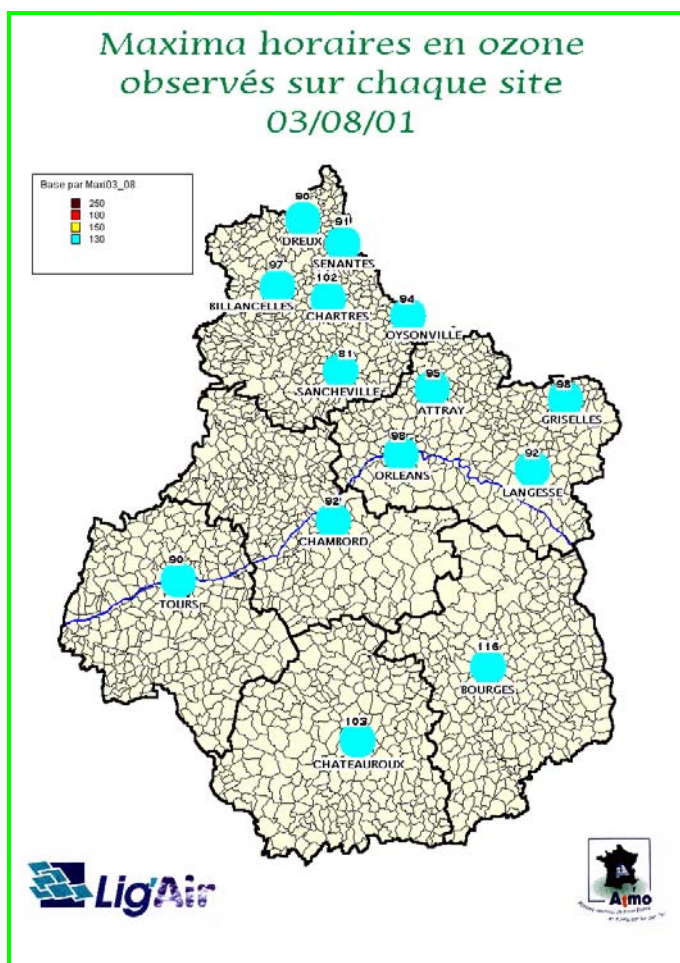 Maxima horaires en ozone
observés sur chaque site
03/08/01
Base par Maxi03_08
250
180
150
130
90
DREUX
91
SENANTES
97
BILLANCELLES
102
CHARTRES
94
OYSONVILLE
81
SANCHEVILLE
95
ATTRAY
98
GRISELLES
98
ORLEANS
92
LANGESSE
92
CHAMBORD
90
TOURS
116
BOURGES
103
CHATEAUROUX
Lig'Air
Atmo